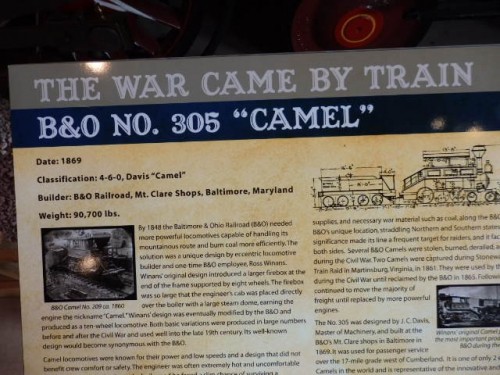 THE WAR CAME BY TRAIN
B&O NO. 305 "CAMEL"
Date: 1869
Classification: 4-6-0, Davis "Camel"
Builder: B&O Railroad, Mt. Clare Shops, Baltimore, Maryland
Weight: 90,700 lbs.
By 1848 the Baltimore & Ohio Railroad (B&O) needed
more powerful locomotives capable of handling its
mountainous route and burn coal more efficiently. The
solution was a unique design by eccentric locomotive
builder and one time B&O employee, Ross Winans.
Winans' original design introduced a larger firebox at the
end of the frame supported by eight wheels. The firebox
was so large that the engine's cab was placed directly
over the boiler with a large steam dome, earning the
engine the nickname "Camel." Winans' design was eventually modified by the B&O and
produced as a ten-wheel locomotive. Both basic variations were produced in large numbers
before and after the Civil War and used well into the late 19th century. Its well-known
design would become synonymous with the B&O.
Camel locomotives were known for their power and low speeds and a design that did not
benefit crew comfort or safety. The engineer was often extremely hot and uncomfortable
B&O Camel No. 209 ca. 1860
supplies, and necessary war material such as coal, along the B&
B&O's unique location, straddling Northern and Southern
significance made its line a frequent target for raiders, and it fac
both sides. Several B&O Camels were stolen, burned, derailed,
during the Civil War. Two Camels were captured during Stonew
Train Raid in Martinsburg, Virginia, in 1861. They were used by
during the Civil War until reclaimed by the B&O in 1865. Follow
continued to move the majority of
freight until replaced by more powerful
engines.
The No. 305 was designed by J. C. Davis,
Master of Machinery, and built at the
B&O's Mt. Clare shops in Baltimore in
1869. It was used for passenger service
over the 17-mile grade west of Cumberland. It is one of only 2
Camels in the world and is representative of the innovative an
Winans' original Camel
the most important
B&O during the